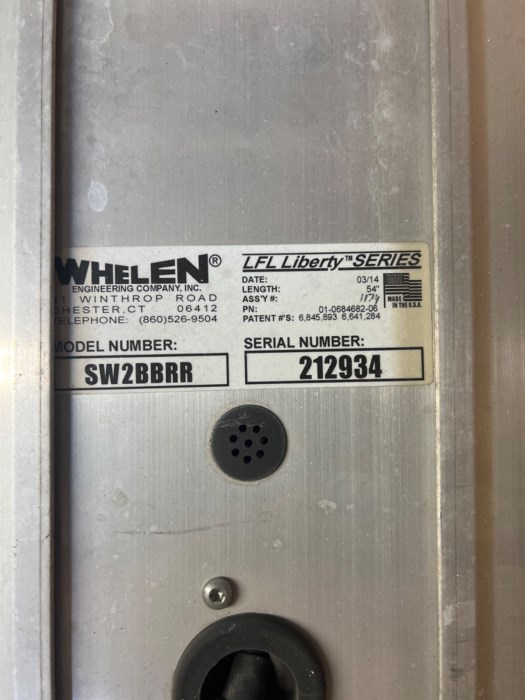 WHELEN®
ENGINEERING COMPANY, INC.
1 WINTHROP ROAD
CHESTER, CT 06412
TELEPHONE: (860)526-9504
LFL Liberty™ SERIES
DATE: 03/14
LENGTH: 54"
ASS'Y #:
PN: 01-0684682-06
PATENT #'S: 6,845,893 6,641,284
MADE
IN THE U.S.A.
MODEL NUMBER:
SW2BBRR
SERIAL NUMBER:
212934